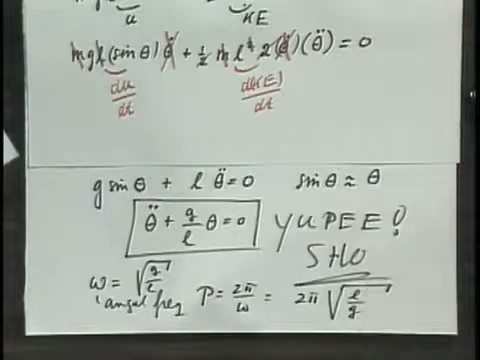 u KE
mgl (sin θ) θ̇ + 1/2 m l² 2(θ̇)(θ̈) = 0
du/dt d(KE)/dt
g sin θ + l θ̈ = 0 sin θ ≈ θ
θ̈ + g/l θ = 0 YUPEE!
SHO
ω = √(g/l) P = 2π/ω = 2π √(l/g)
angul freq